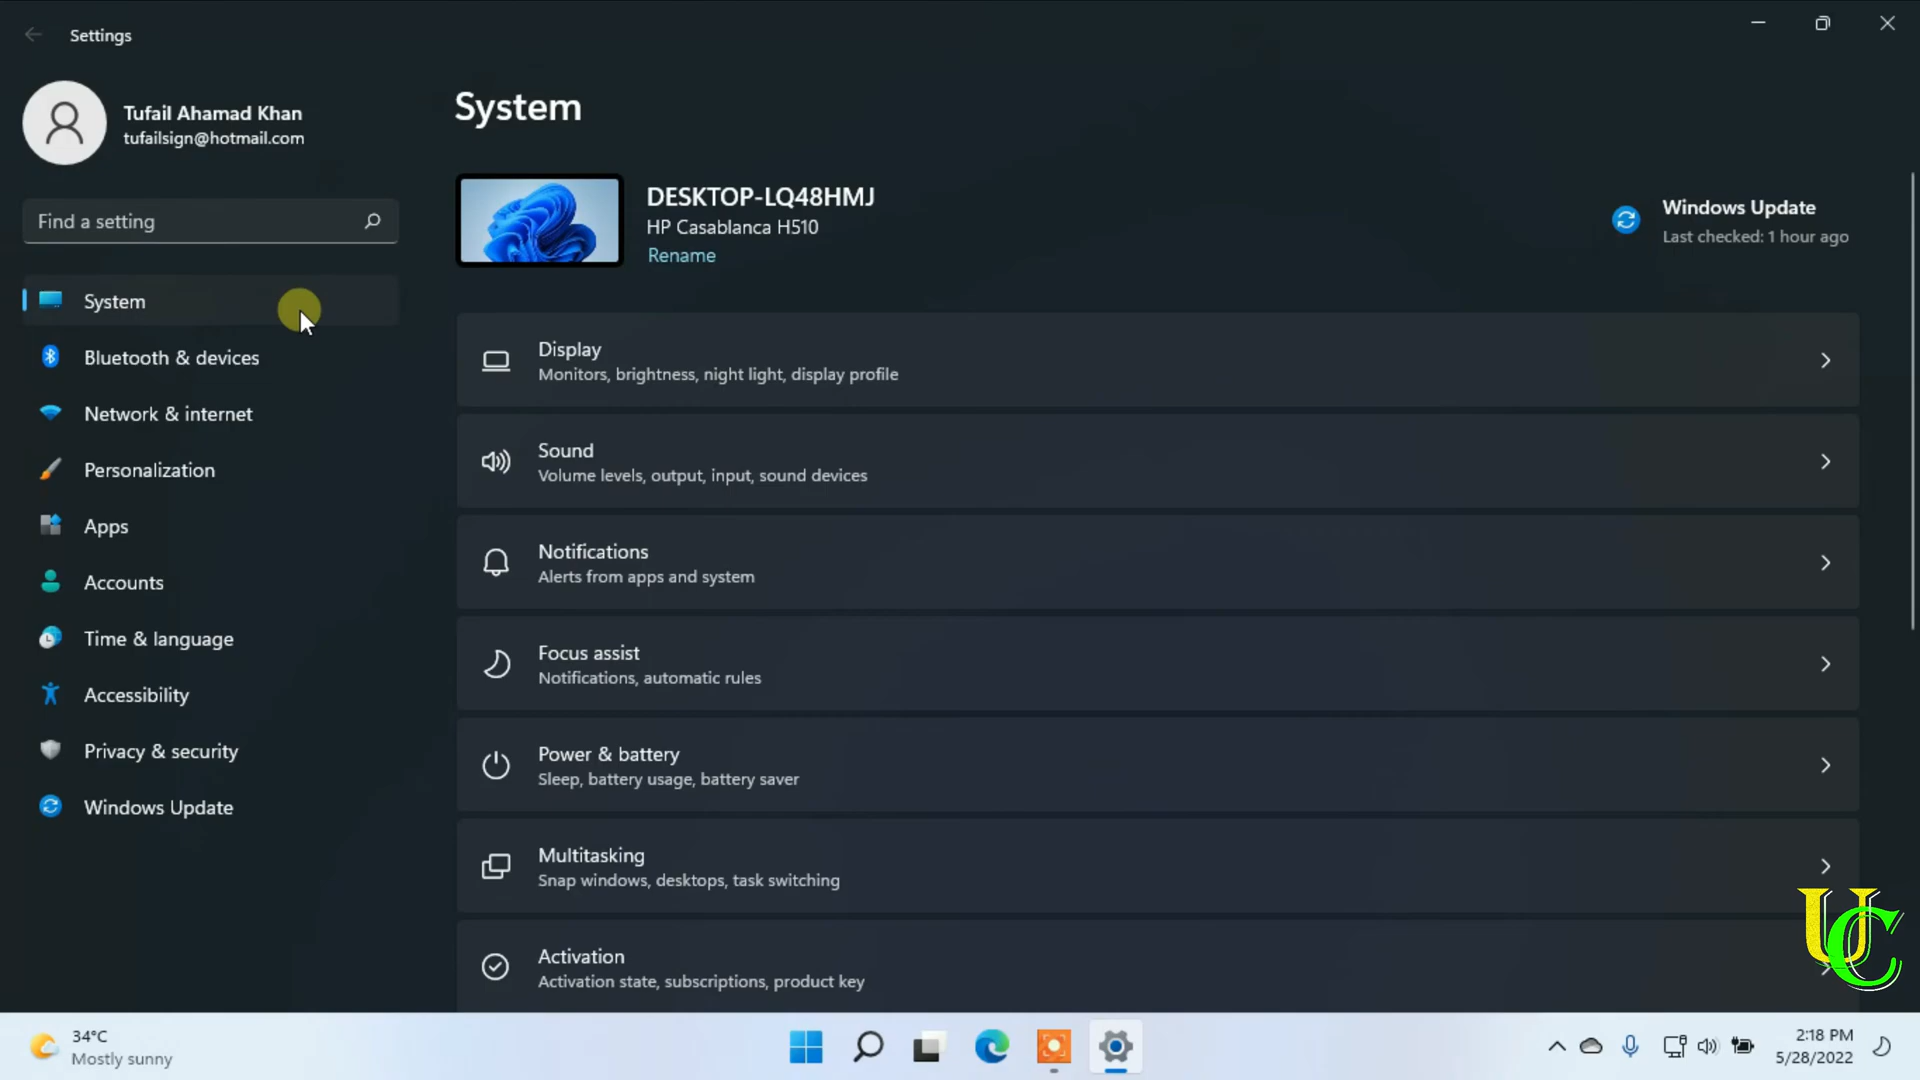 Settings
Tufail Ahamad Khan
tufailsign@hotmail.com
Find a setting
System
Bluetooth & devices
Network & internet
Personalization
Apps
Accounts
Time & language
Accessibility
Privacy & security
Windows Update
System
DESKTOP-LQ48HMJ
HP Casablanca H510
Rename
Windows Update
Last checked: 1 hour ago
Display
Monitors, brightness, night light, display profile
Sound
Volume levels, output, input, sound devices
Notifications
Alerts from apps and system
Focus assist
Notifications, automatic rules
Power & battery
Sleep, battery usage, battery saver
Multitasking
Snap windows, desktops, task switching
Activation
Activation state, subscriptions, product key
UC
34°C
Mostly sunny
2:18 PM
5/28/2022